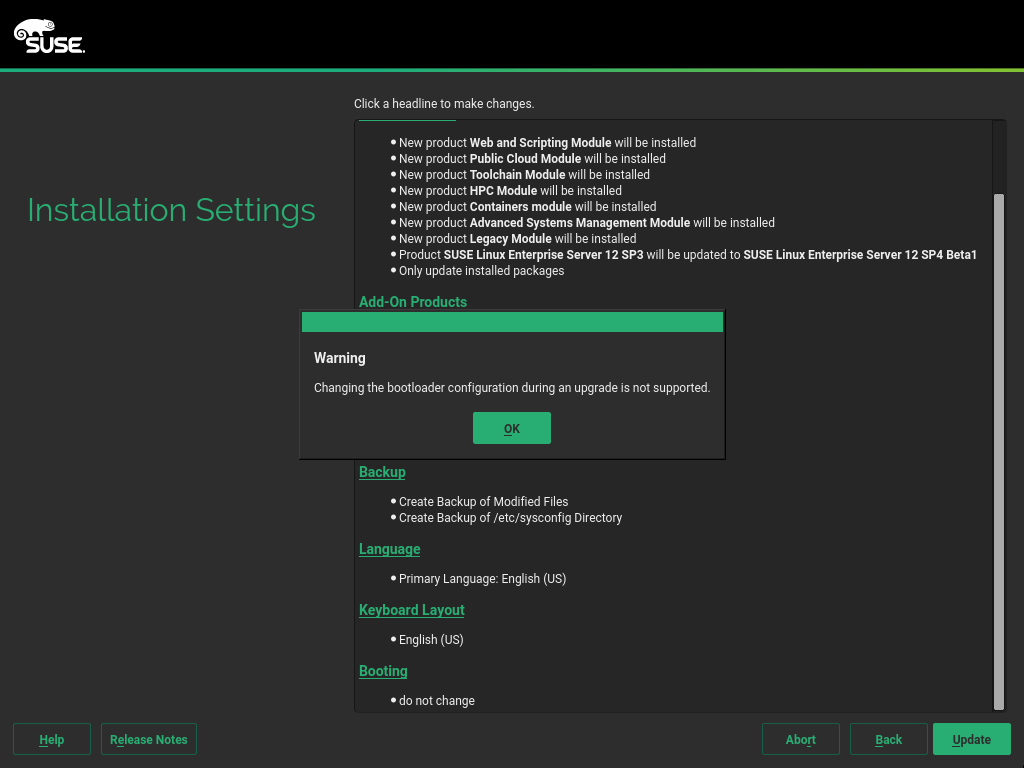 SUSE.
Click a headline to make changes.
New product Web and Scripting Module will be installed
New product Public Cloud Module will be installed
New product Toolchain Module will be installed
New product HPC Module will be installed
New product Containers module will be installed
New product Advanced Systems Management Module will be installed
New product Legacy Module will be installed
Product SUSE Linux Enterprise Server 12 SP3 will be updated to SUSE Linux Enterprise Server 12 SP4 Beta1
Only update installed packages
Installation Settings
Add-On Products
Warning
Changing the bootloader configuration during an upgrade is not supported.
OK
Backup
Create Backup of Modified Files
Create Backup of /etc/sysconfig Directory
Language
Primary Language: English (US)
Keyboard Layout
English (US)
Booting
do not change
Help
Release Notes
Abort
Back
Update